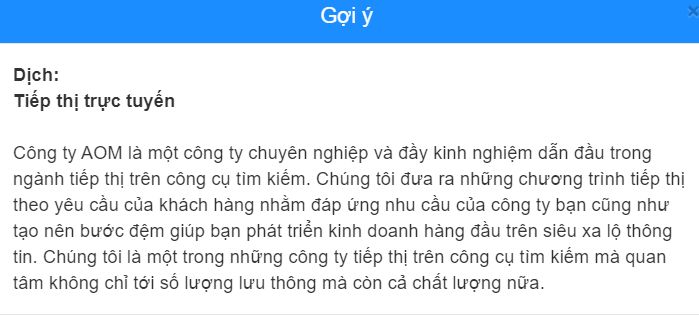 Gợi ý
Dịch:
Tiếp thị trực tuyến
Công ty AOM là một công ty chuyên nghiệp và đầy kinh nghiệm dẫn đầu trong
ngành tiếp thị trên công cụ tìm kiếm. Chúng tôi đưa ra những chương trình tiếp thị
theo yêu cầu của khách hàng nhằm đáp ứng nhu cầu của công ty bạn cũng như
tạo nên bước đệm giúp bạn phát triển kinh doanh hàng đầu trên siêu xa lộ thông
tin. Chúng tôi là một trong những công ty tiếp thị trên công cụ tìm kiếm mà quan
tâm không chỉ tới số lượng lưu thông mà còn cả chất lượng nữa.